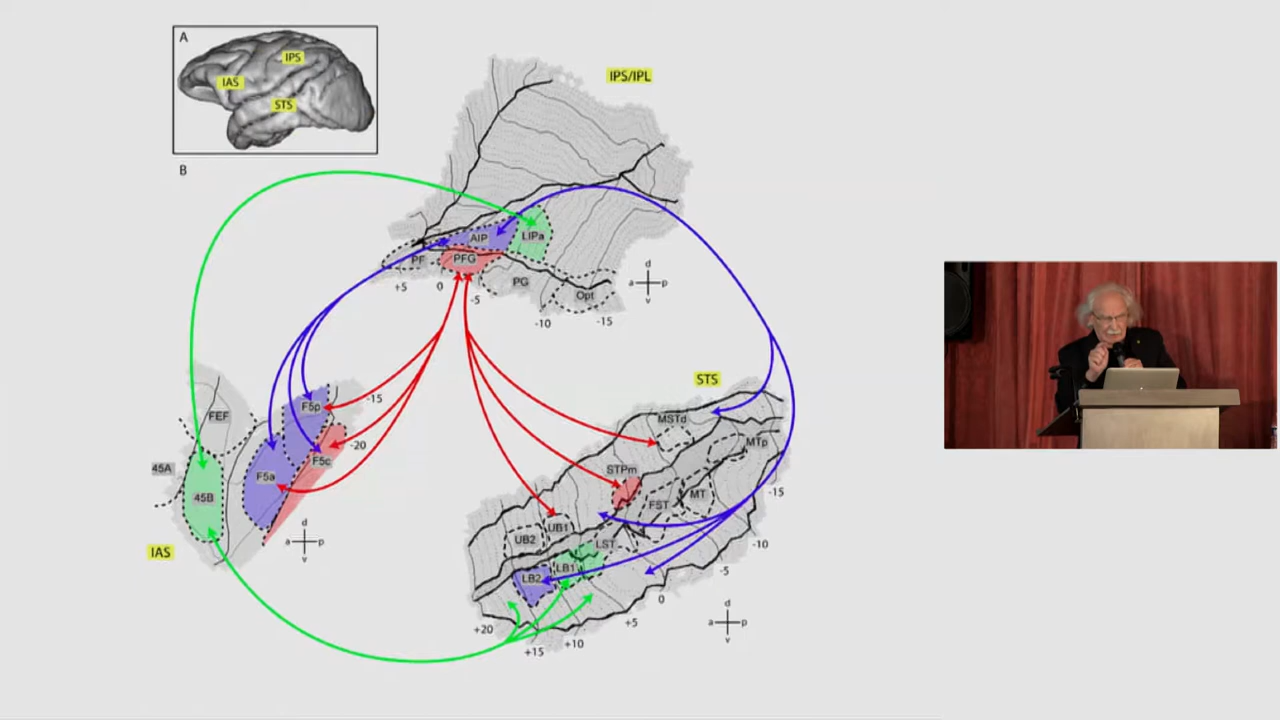 A
IPS
IAS
STS
B
IPS/IPL
AIP
LIPa
PF
PFG
PG
Opt
+5
0
-5
-10
-15
d
a
p
v
FEF
F5p
-15
-20
F5c
F5a
45A
45B
IAS
d
a
p
v
STS
MSTd
MTp
STPm
MT
FST
-15
UB1
UB2
LST
LB1
LB2
-10
-5
0
+5
+10
+15
+20
d
a
p
v